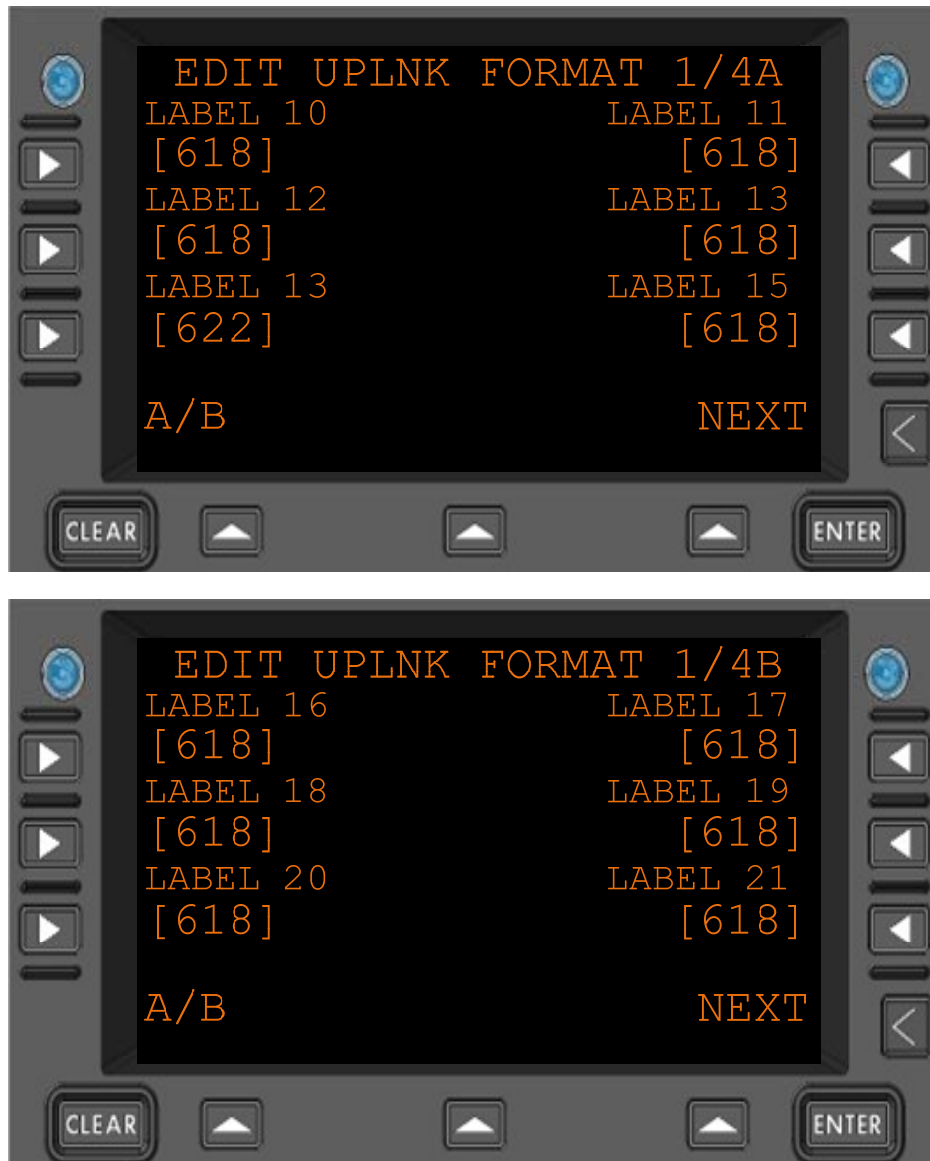 EDIT UPLNK FORMAT 1/4A
LABEL 10 LABEL 11
[618] [618]
LABEL 12 LABEL 13
[618] [618]
LABEL 13 LABEL 15
[622] [618]
A/B NEXT
CLEAR ENTER
EDIT UPLNK FORMAT 1/4B
LABEL 16 LABEL 17
[618] [618]
LABEL 18 LABEL 19
[618] [618]
LABEL 20 LABEL 21
[618] [618]
A/B NEXT
CLEAR ENTER